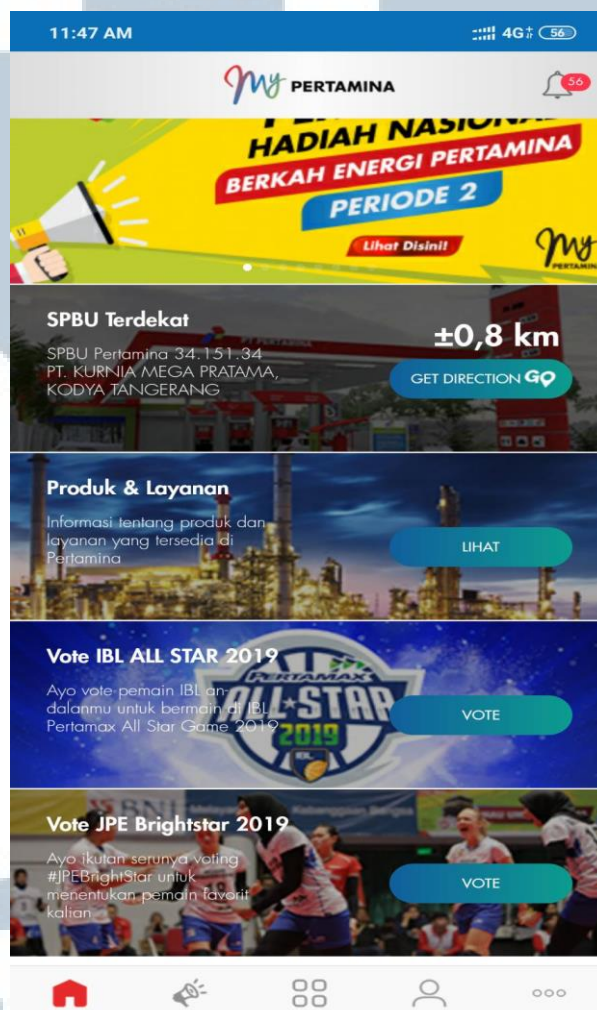 11:47 AM
4G+ 56
my PERTAMINA
56
HADIAH NASIONAL
BERKAH ENERGI PERTAMINA
PERIODE 2
Lihat Disini!
my
PERTAMINA
SPBU Terdekat
±0,8 km
SPBU Pertamina 34.151.34
PT. KURNIA MEGA PRATAMA,
KODYA TANGERANG
GET DIRECTION GO
PT PERTAMINA
Produk & Layanan
Informasi tentang produk dan
layanan yang tersedia di
Pertamina
LIHAT
Vote IBL ALL STAR 2019
Ayo vote pemain IBL an-
dalanmu untuk bermain di IBL
Pertamax All Star Game 2019
VOTE
PERTAMAX
ALL★STAR
2019
IBL
Vote JPE Brightstar 2019
Ayo ikutan serunya voting
#JPEBrightStar untuk
menentukan pemain favorit
kalian
VOTE
BNI